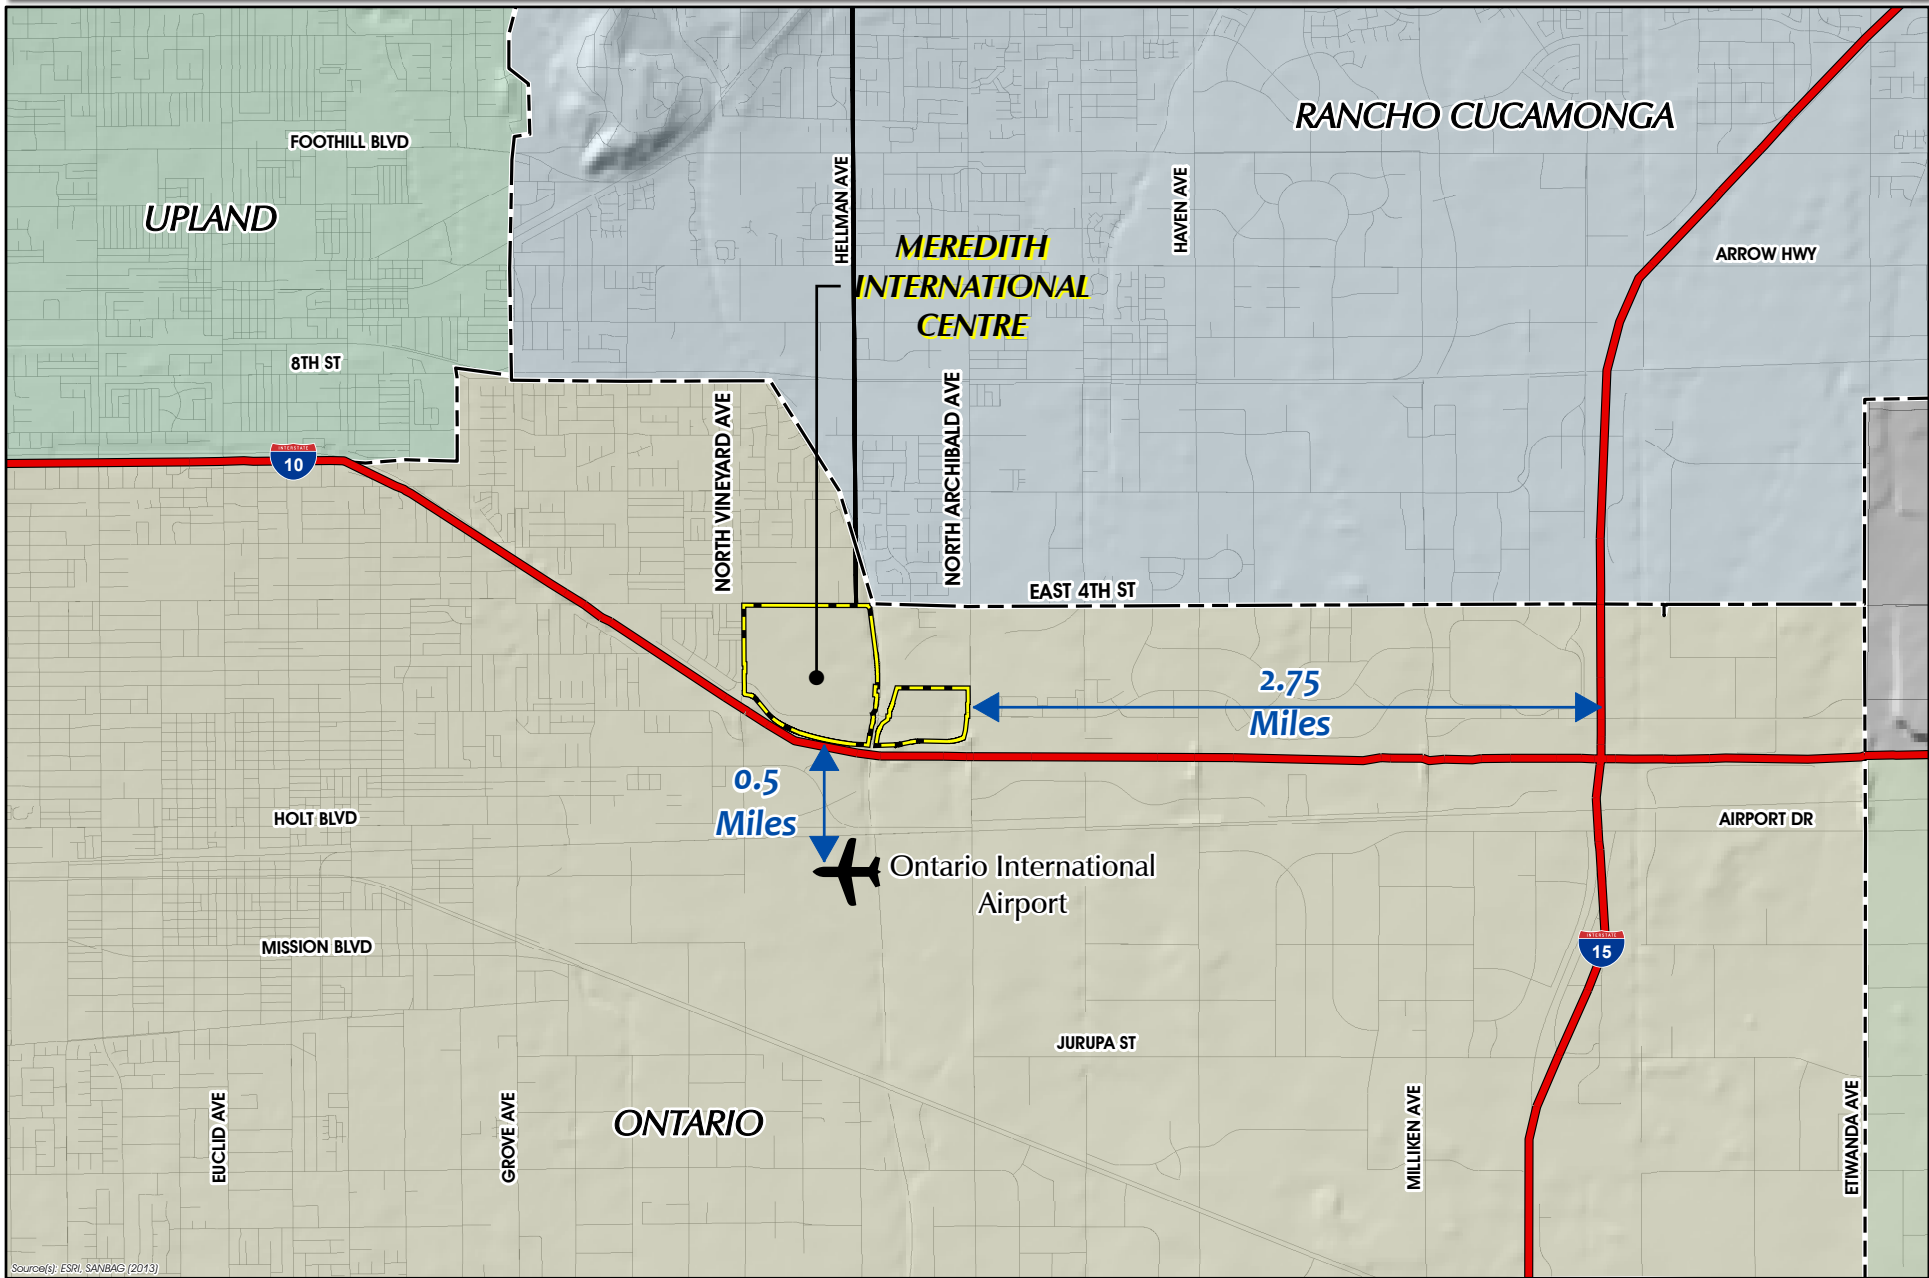 RANCHO CUCAMONGA
FOOTHILL BLVD
UPLAND
HELLMAN AVE
HAVEN AVE
MEREDITH
INTERNATIONAL
CENTRE
ARROW HWY
8TH ST
NORTH VINEYARD AVE
NORTH ARCHIBALD AVE
INTERSTATE
10
EAST 4TH ST
2.75
Miles
0.5
Miles
HOLT BLVD
AIRPORT DR
Ontario International
Airport
MISSION BLVD
INTERSTATE
15
JURUPA ST
EUCLID AVE
GROVE AVE
ONTARIO
MILLIKEN AVE
ETIWANDA AVE
Source(s): ESRI, SANBAG (2013)